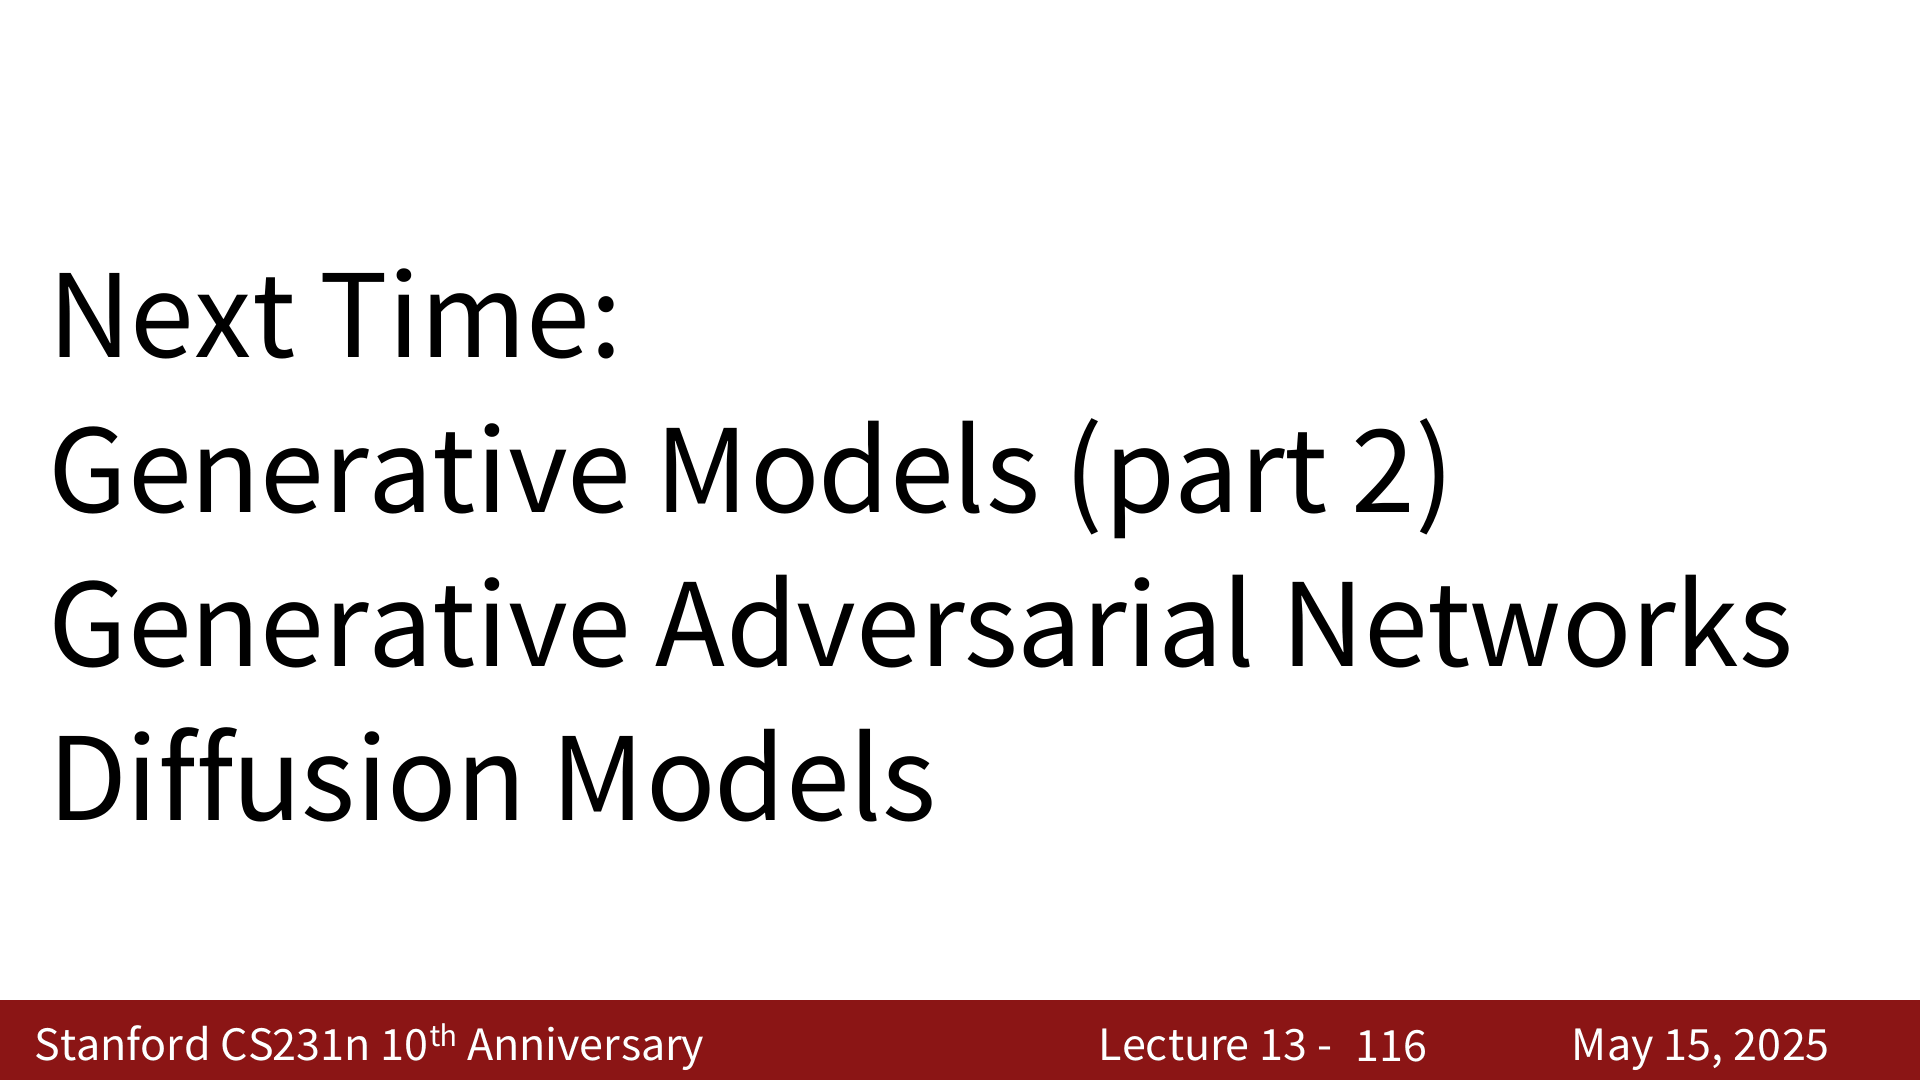 Next Time:
Generative Models (part 2)
Generative Adversarial Networks
Diffusion Models
Stanford CS231n 10th Anniversary
Lecture 13 - 116
May 15, 2025